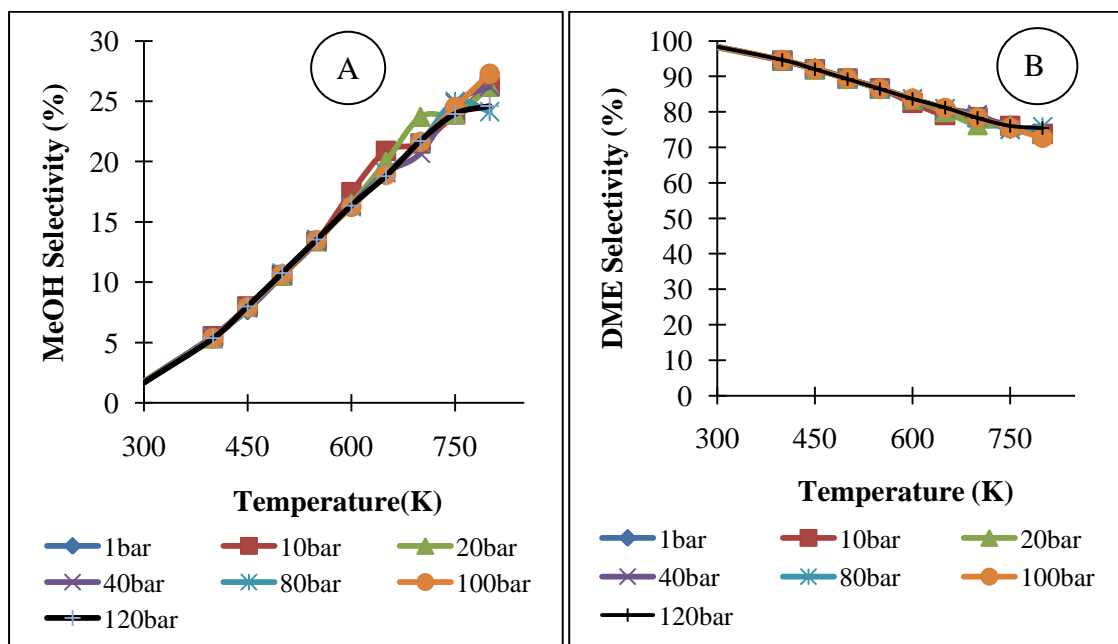 A
MeOH Selectivity (%)
30
25
20
15
10
5
0
300 450 600 750
Temperature(K)
1bar 10bar 20bar
40bar 80bar 100bar
120bar
B
DME Selectivity (%)
100
90
80
70
60
50
40
30
20
10
0
300 450 600 750
Temperature (K)
1bar 10bar 20bar
40bar 80bar 100bar
120bar